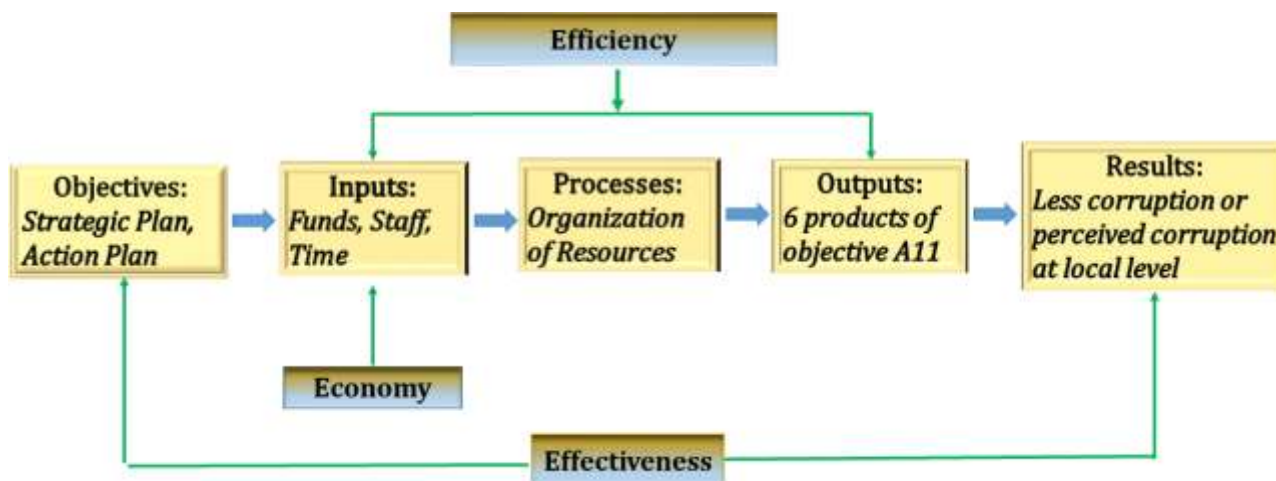 Efficiency
Objectives:
Strategic Plan,
Action Plan
Inputs:
Funds, Staff,
Time
Processes:
Organization
of Resources
Outputs:
6 products of
objective A11
Results:
Less corruption or
perceived corruption
at local level
Economy
Effectiveness